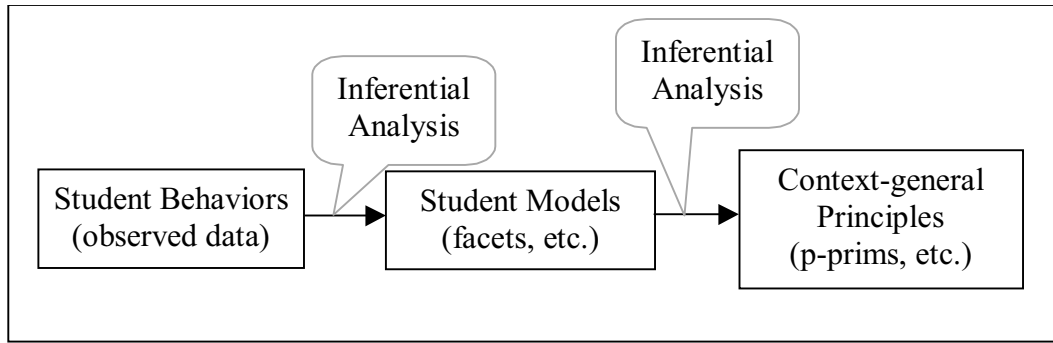 Inferential
Analysis
Inferential
Analysis
Student Behaviors
(observed data)
Student Models
(facets, etc.)
Context-general
Principles
(p-prims, etc.)